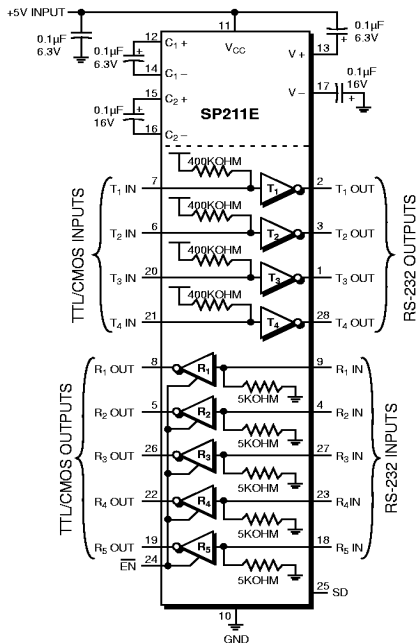 +5V INPUT
0.1µF
6.3V
11
VCC
12
C1+
0.1µF
6.3V
14
C1–
15
C2+
0.1µF
16V
16
C2–
V+
13
0.1µF
6.3V
V–
17
0.1µF
16V
SP211E
TTL/CMOS INPUTS
T1 IN 7 400KOHM T1 2 T1 OUT
T2 IN 6 400KOHM T2 3 T2 OUT
T3 IN 20 400KOHM T3 1 T3 OUT
T4 IN 21 400KOHM T4 28 T4 OUT
RS-232 OUTPUTS
TTL/CMOS OUTPUTS
R1 OUT 8 R1 9 R1 IN
5KOHM
R2 OUT 5 R2 4 R2 IN
5KOHM
R3 OUT 26 R3 27 R3 IN
5KOHM
R4 OUT 22 R4 23 R4 IN
5KOHM
R5 OUT 19 R5 18 R5 IN
5KOHM
RS-232 INPUTS
EN 24
25 SD
10
GND